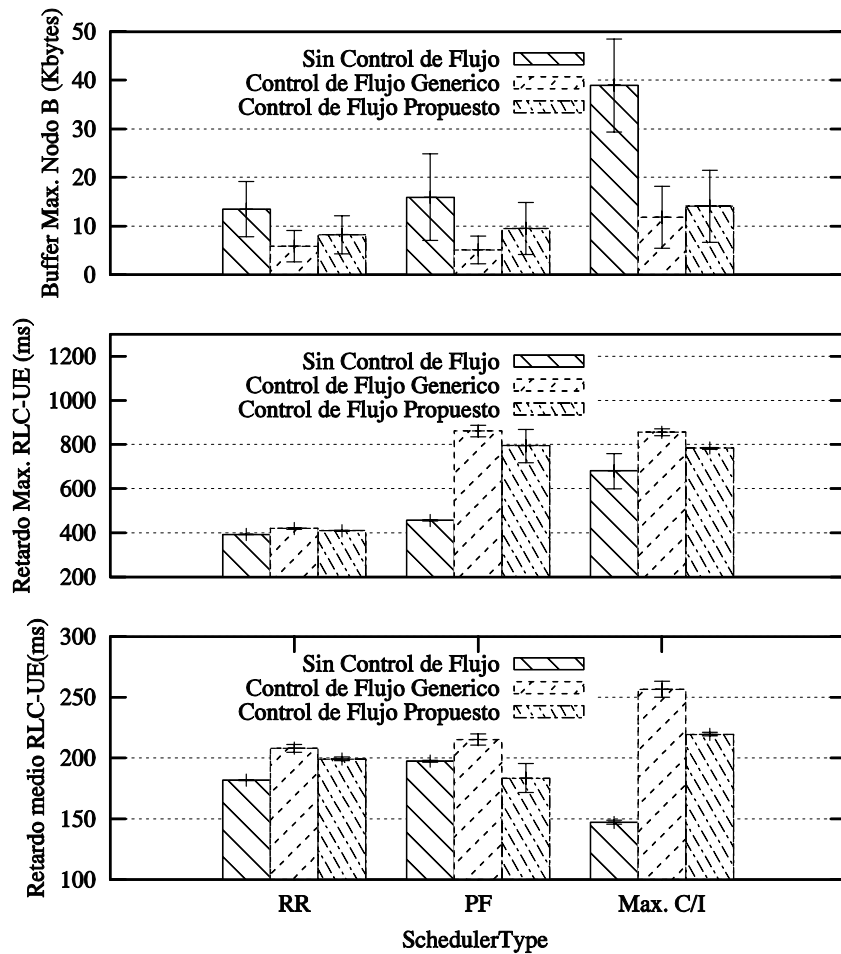 Buffer Max. Nodo B (Kbytes)
50
40
30
20
10
0
Sin Control de Flujo
Control de Flujo Generico
Control de Flujo Propuesto
Retardo Max. RLC-UE (ms)
1200
1000
800
600
400
200
Sin Control de Flujo
Control de Flujo Generico
Control de Flujo Propuesto
Retardo medio RLC-UE(ms)
300
250
200
150
100
Sin Control de Flujo
Control de Flujo Generico
Control de Flujo Propuesto
RR PF Max. C/I
SchedulerType